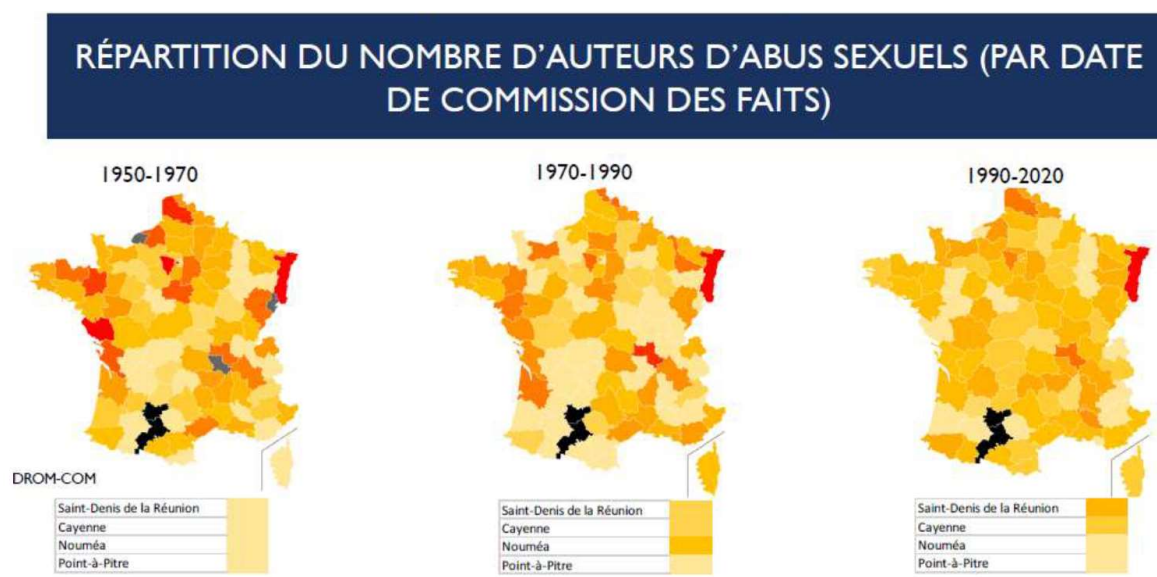 RÉPARTITION DU NOMBRE D'AUTEURS D'ABUS SEXUELS (PAR DATE
DE COMMISSION DES FAITS)
1950-1970
1970-1990
1990-2020
DROM-COM
Saint-Denis de la Réunion
Cayenne
Nouméa
Point-à-Pitre
Saint-Denis de la Réunion
Cayenne
Nouméa
Point-à-Pitre
Saint-Denis de la Réunion
Cayenne
Nouméa
Point-à-Pitre